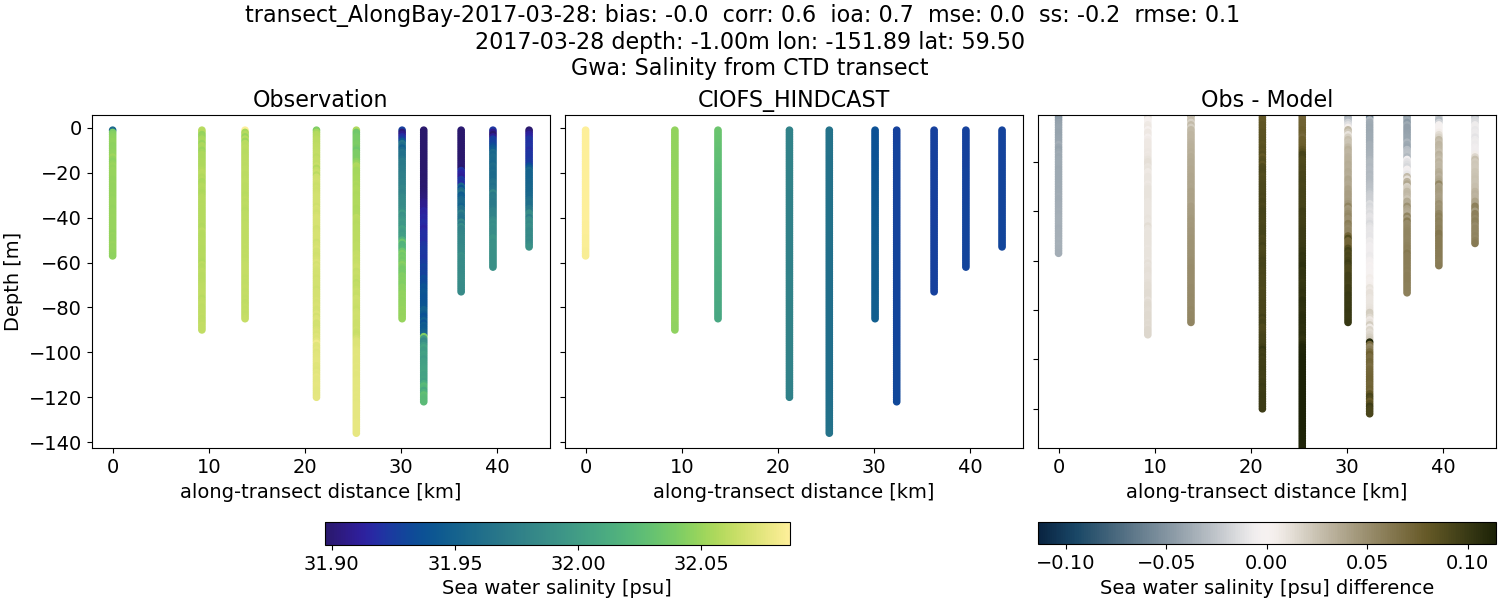 transect_AlongBay-2017-03-28: bias: -0.0  corr: 0.6  ioa: 0.7  mse: 0.0  ss: -0.2  rmse: 0.1
2017-03-28 depth: -1.00m lon: -151.89 lat: 59.50
Gwa: Salinity from CTD transect
Observation
CIOFS_HINDCAST
Obs - Model
Depth [m]
0
−20
−40
−60
−80
−100
−120
−140
0 10 20 30 40
0 10 20 30 40
0 10 20 30 40
along-transect distance [km]
along-transect distance [km]
along-transect distance [km]
31.90 31.95 32.00 32.05
Sea water salinity [psu]
−0.10 −0.05 0.00 0.05 0.10
Sea water salinity [psu] difference